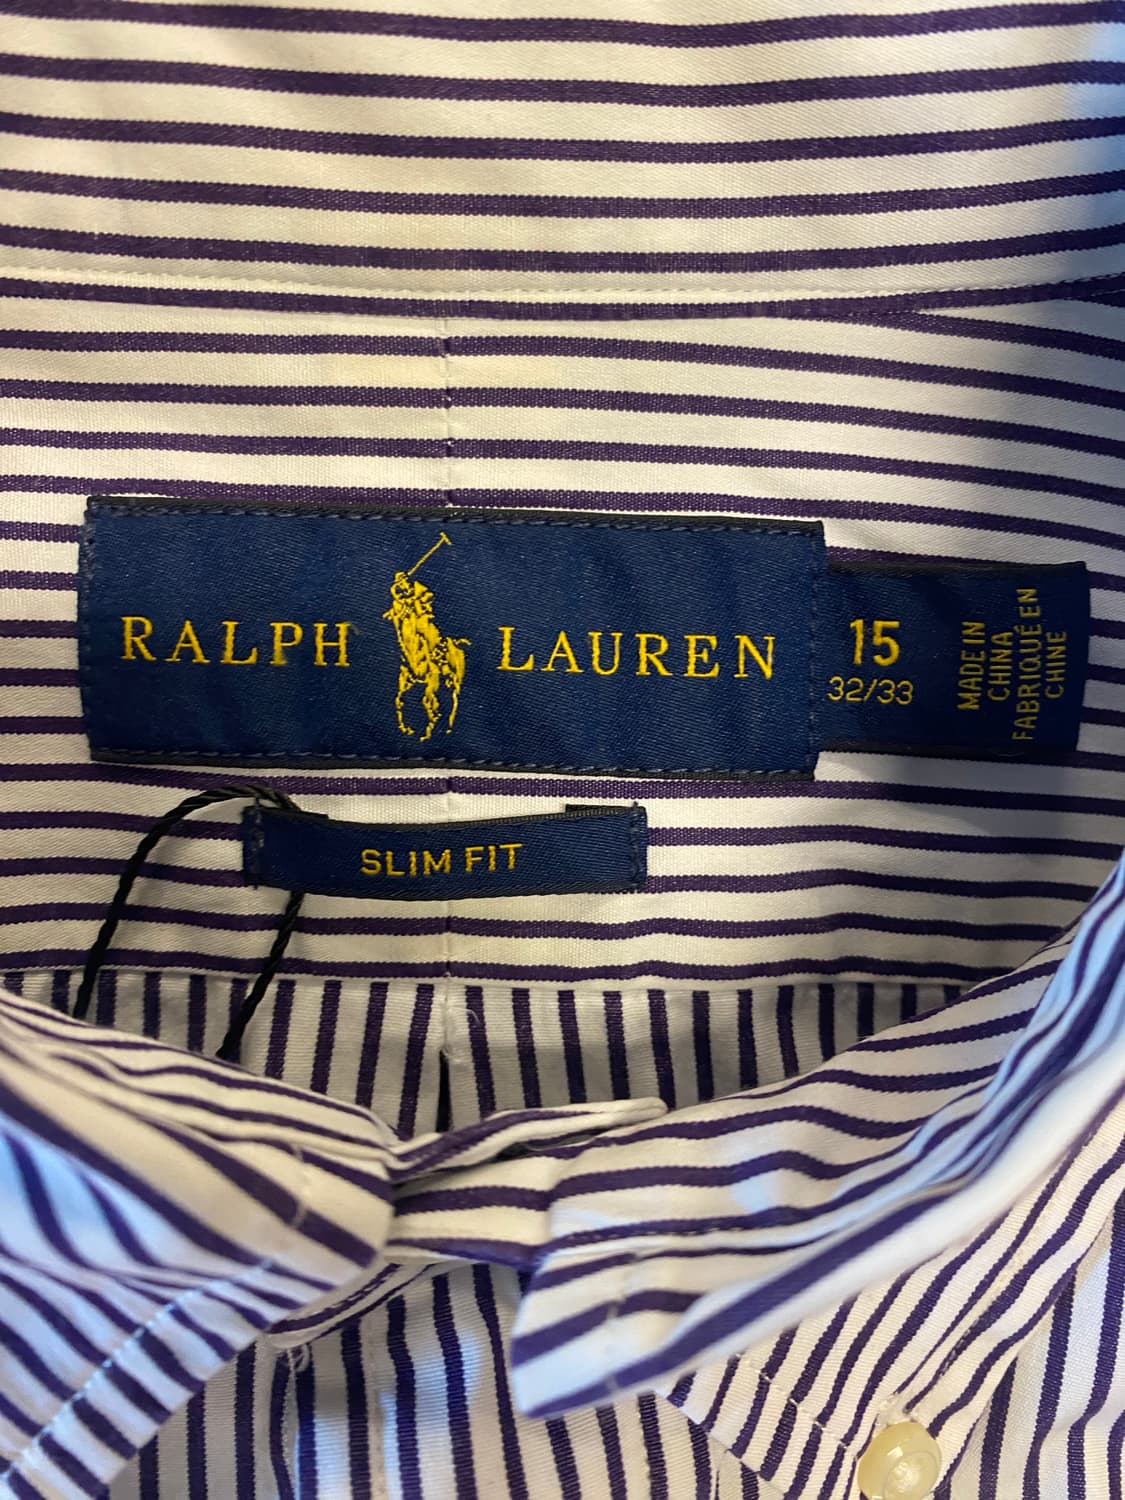 RALPH LAUREN
15
32/33
MADE IN
CHINA
FABRIQUÉ EN
CHINE
SLIM FIT